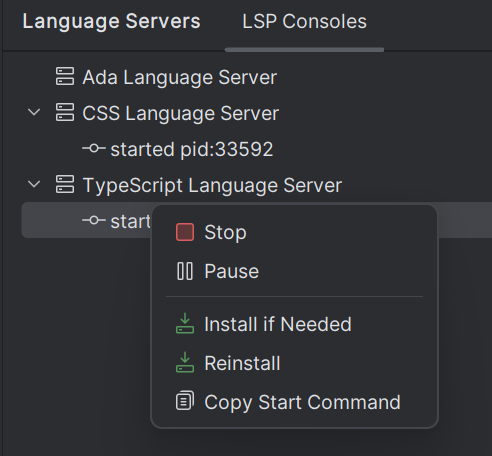 Language Servers LSP Consoles
Ada Language Server
CSS Language Server
started pid:33592
TypeScript Language Server
start
Stop
Pause
Install if Needed
Reinstall
Copy Start Command